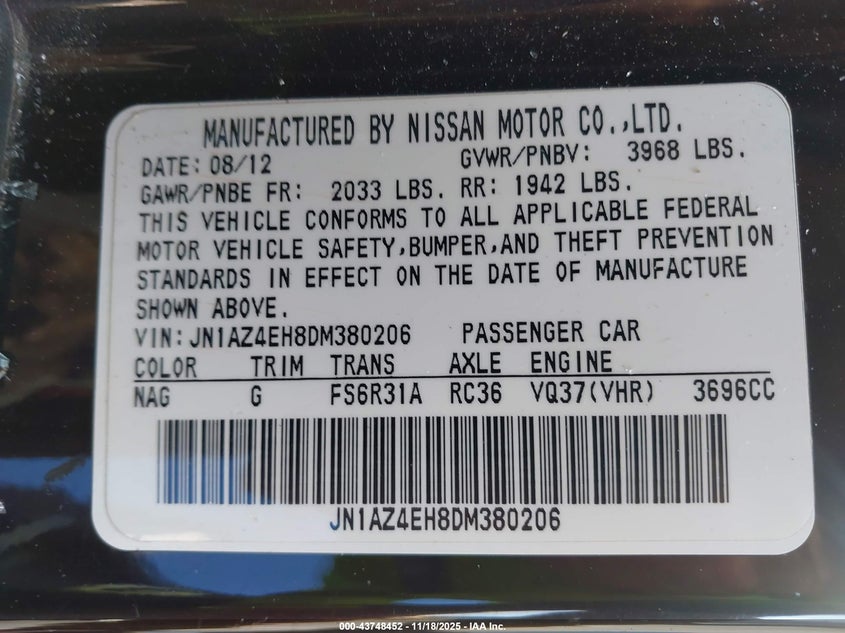 MANUFACTURED BY NISSAN MOTOR CO.,LTD.
DATE: 08/12 GVWR/PNBV: 3968 LBS.
GAWR/PNBE FR: 2033 LBS. RR: 1942 LBS.
THIS VEHICLE CONFORMS TO ALL APPLICABLE FEDERAL
MOTOR VEHICLE SAFETY,BUMPER,AND THEFT PREVENTION
STANDARDS IN EFFECT ON THE DATE OF MANUFACTURE
SHOWN ABOVE.
VIN:JN1AZ4EH8DM380206 PASSENGER CAR
COLOR TRIM TRANS AXLE ENGINE
NAG G FS6R31A RC36 VQ37(VHR) 3696CC
JN1AZ4EH8DM380206
000-43748452 - 11/18/2025 - IAA Inc.